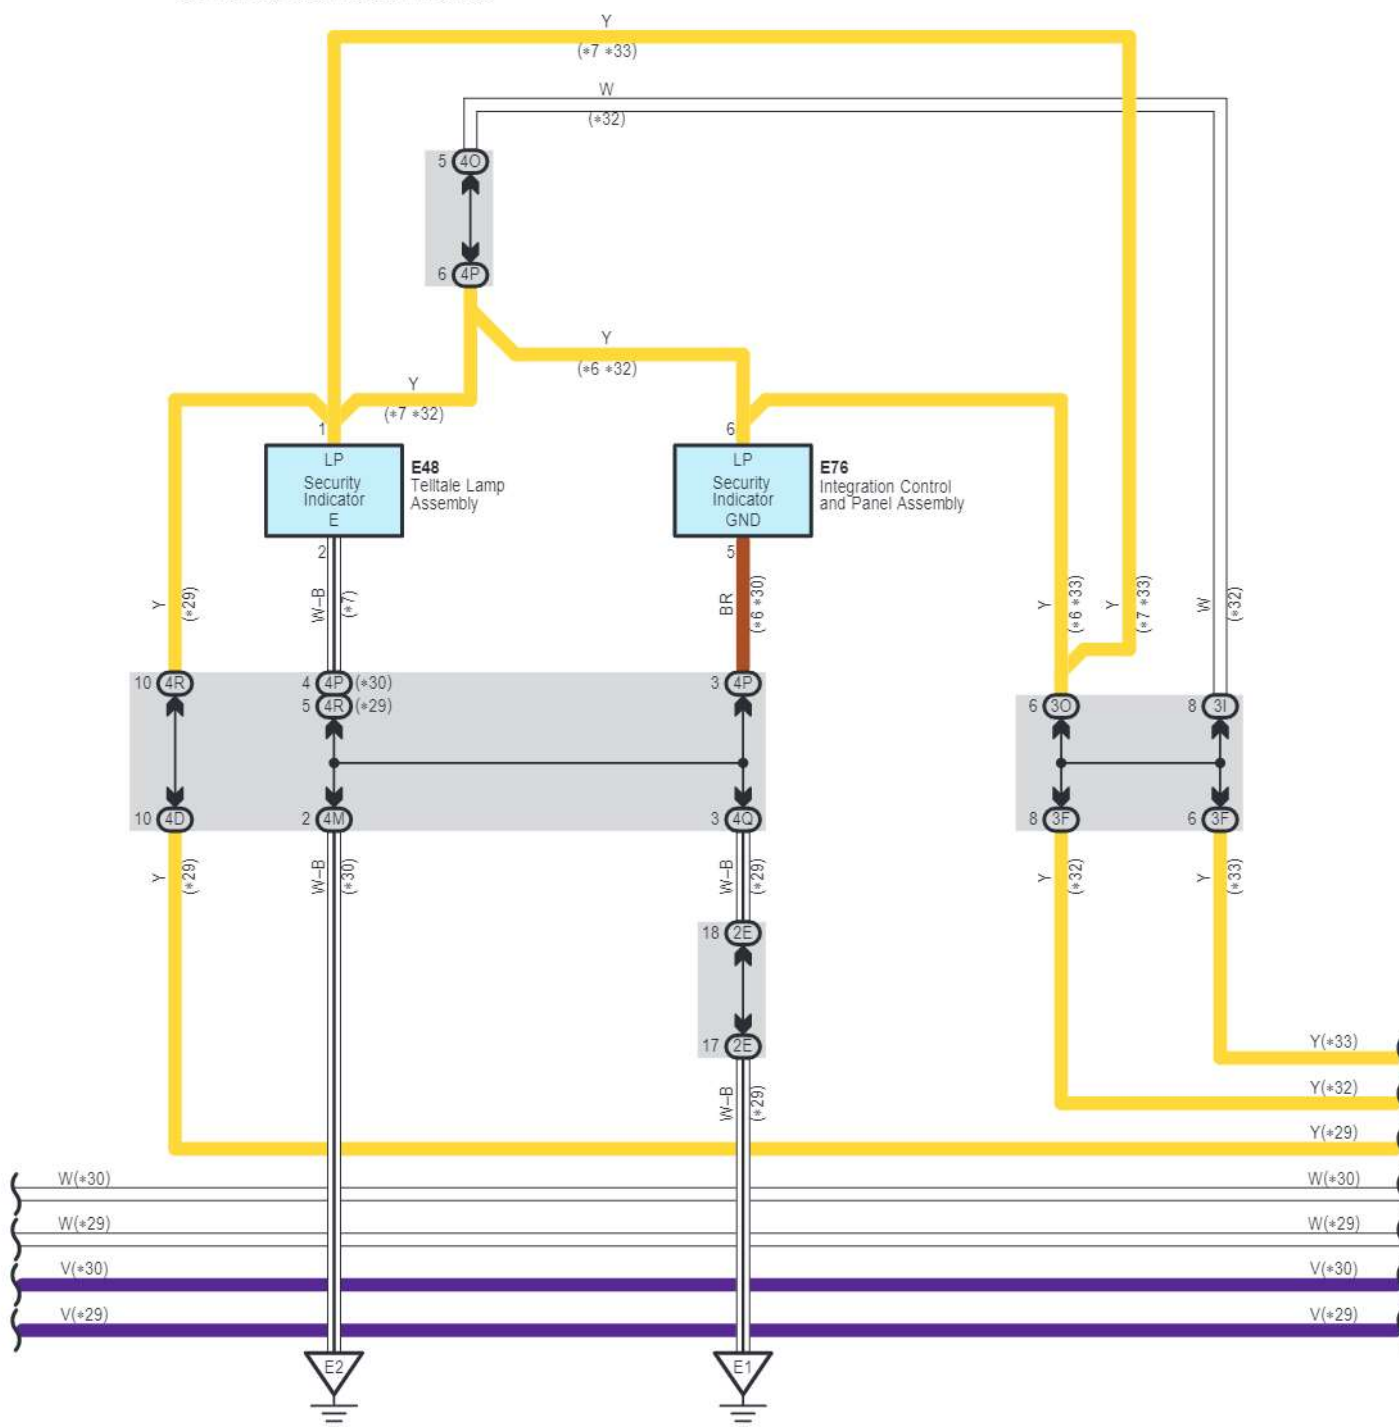 Y
(*7 *33)
W
(*32)
5 4O
6 4P
Y
(*6 *32)
Y
(*7 *32)
1
6
LP
Security
Indicator
E
E48
Telltale Lamp
Assembly
LP
Security
Indicator
GND
E76
Integration Control
and Panel Assembly
2
5
Y
(*29)
W-B
(*7)
BR
(*6 *30)
Y
(*6 *33)
Y
(*7 *33)
W
(*32)
10 4R
4 4P (*30)
5 4R (*29)
3 4P
6 3O
8 3I
10 4D
2 4M
3 4Q
8 3F
6 3F
Y
(*29)
W-B
(*30)
W-B
(*29)
Y
(*32)
Y
(*33)
18 2E
17 2E
W-B
(*29)
Y(*33)
Y(*32)
Y(*29)
W(*30) W(*30)
W(*29) W(*29)
V(*30) V(*30)
V(*29) V(*29)
E2
E1